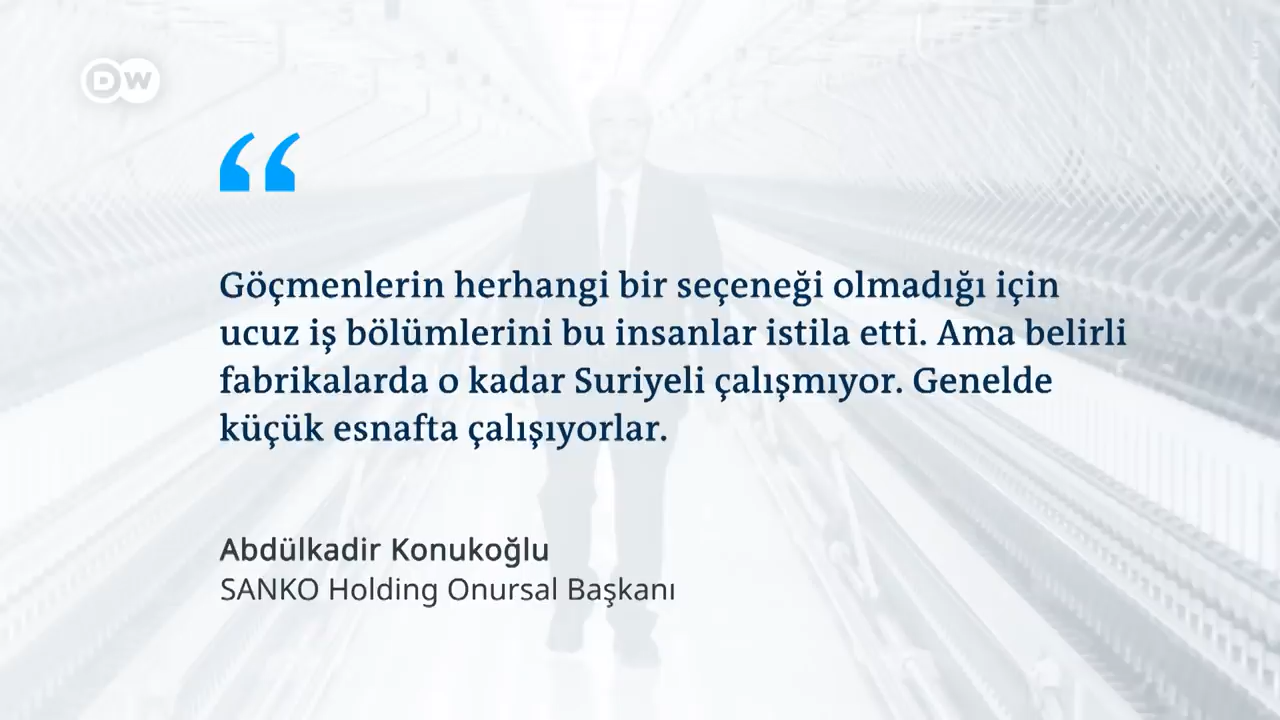 DW
“
Göçmenlerin herhangi bir seçeneği olmadığı için
ucuz iş bölümlerini bu insanlar istila etti. Ama belirli
fabrikalarda o kadar Suriyeli çalışmıyor. Genelde
küçük esnafta çalışıyorlar.
Abdülkadir Konukoğlu
SANKO Holding Onursal Başkanı